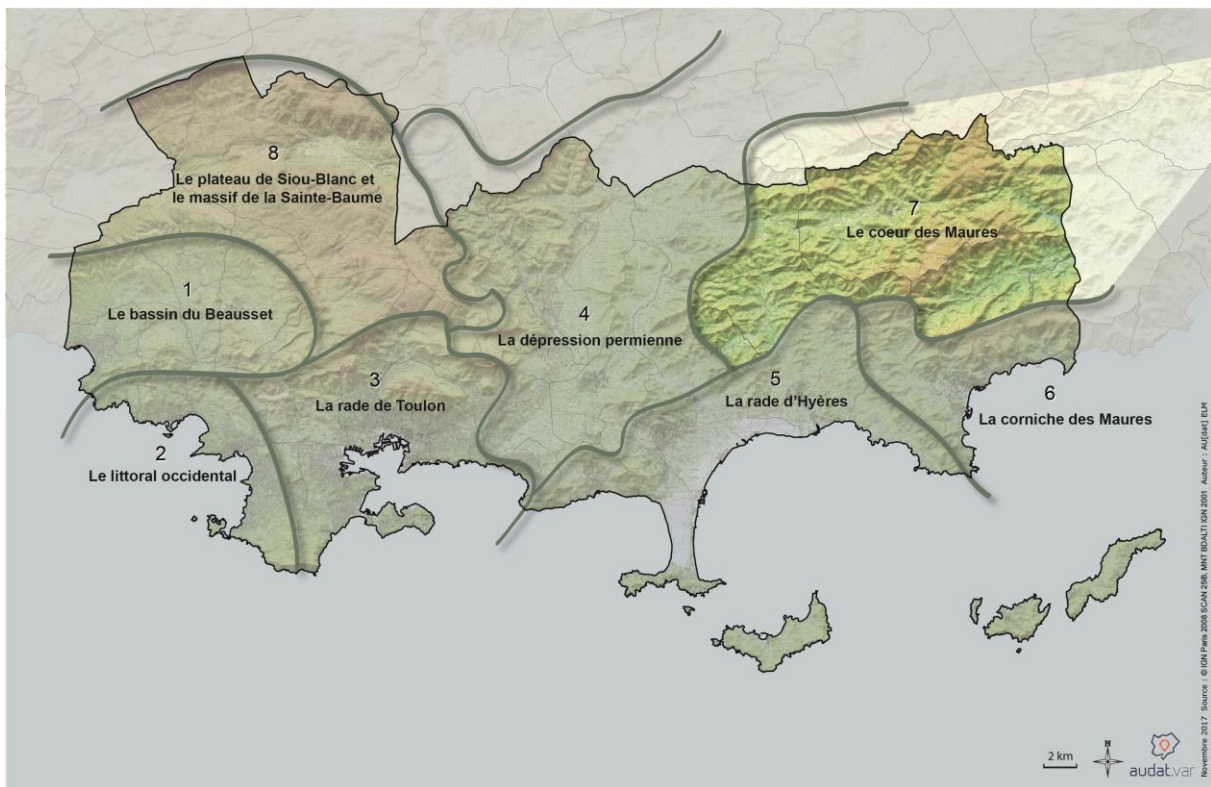 8
Le plateau de Siou-Blanc et
le massif de la Sainte-Baume
7
Le coeur des Maures
1
Le bassin du Beausset
4
La dépression permienne
3
La rade de Toulon
5
La rade d'Hyères
6
La corniche des Maures
2
Le littoral occidental
2 km
N
audat.var
Novembre 2017 Source : © IGN Paris 2008 SCAN 25®, MNT BDALTI IGN 2001 Auteur : AU[dat] ELM